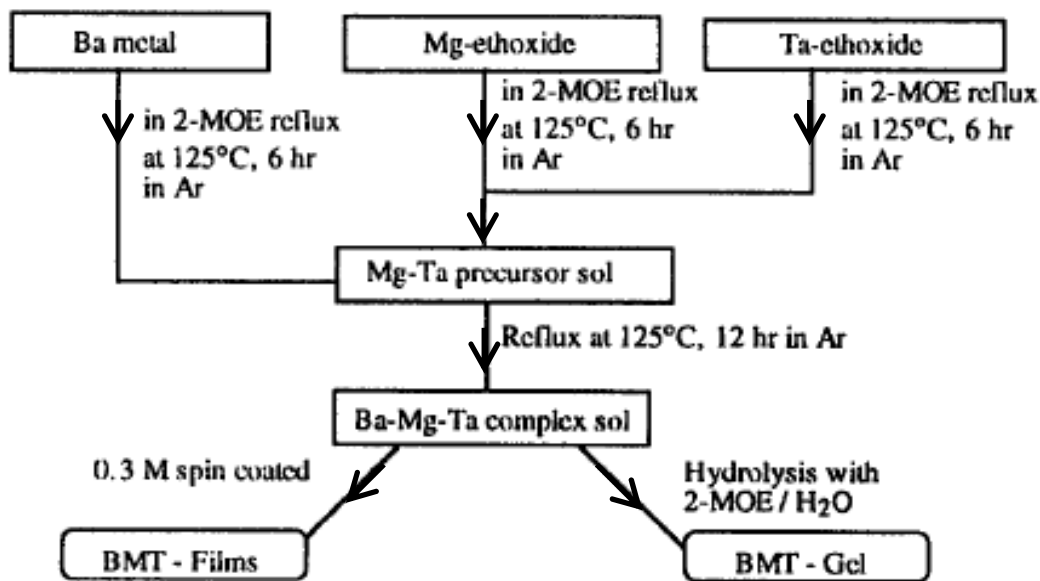 Ba metal
Mg-ethoxide
Ta-ethoxide
in 2-MOE reflux
at 125°C, 6 hr
in Ar
in 2-MOE reflux
at 125°C, 6 hr
in Ar
in 2-MOE reflux
at 125°C, 6 hr
in Ar
Mg-Ta precursor sol
Reflux at 125°C, 12 hr in Ar
Ba-Mg-Ta complex sol
0.3 M spin coated
Hydrolysis with
2-MOE / H₂O
BMT - Films
BMT - Gel